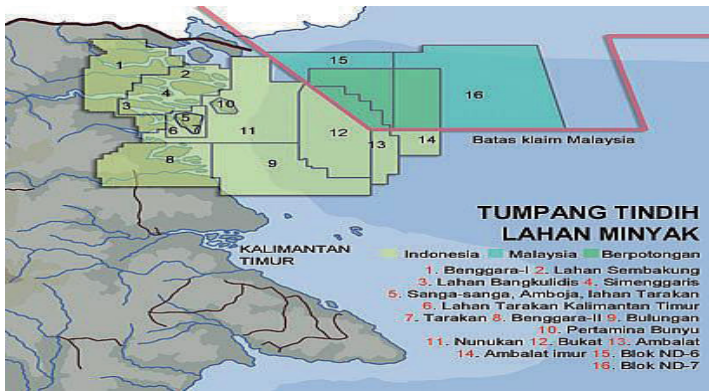 1
2
3
4
5
6
7
8
9
10
11
12
13
14
15
16
Batas klaim Malaysia
KALIMANTAN
TIMUR
TUMPANG TINDIH
LAHAN MINYAK
Indonesia Malaysia Berpotongan
1. Benggara-I 2. Lahan Sembakung
3. Lahan Bangkulidis 4. Simenggaris
5. Sanga-sanga, Amboja, lahan Tarakan
6. Lahan Tarakan Kalimantan Timur
7. Tarakan 8. Benggara-II 9. Bulungan
10. Pertamina Bunyu
11. Nunukan 12. Bukat 13. Ambalat
14. Ambalat imur 15. Blok ND-6
16. Blok ND-7